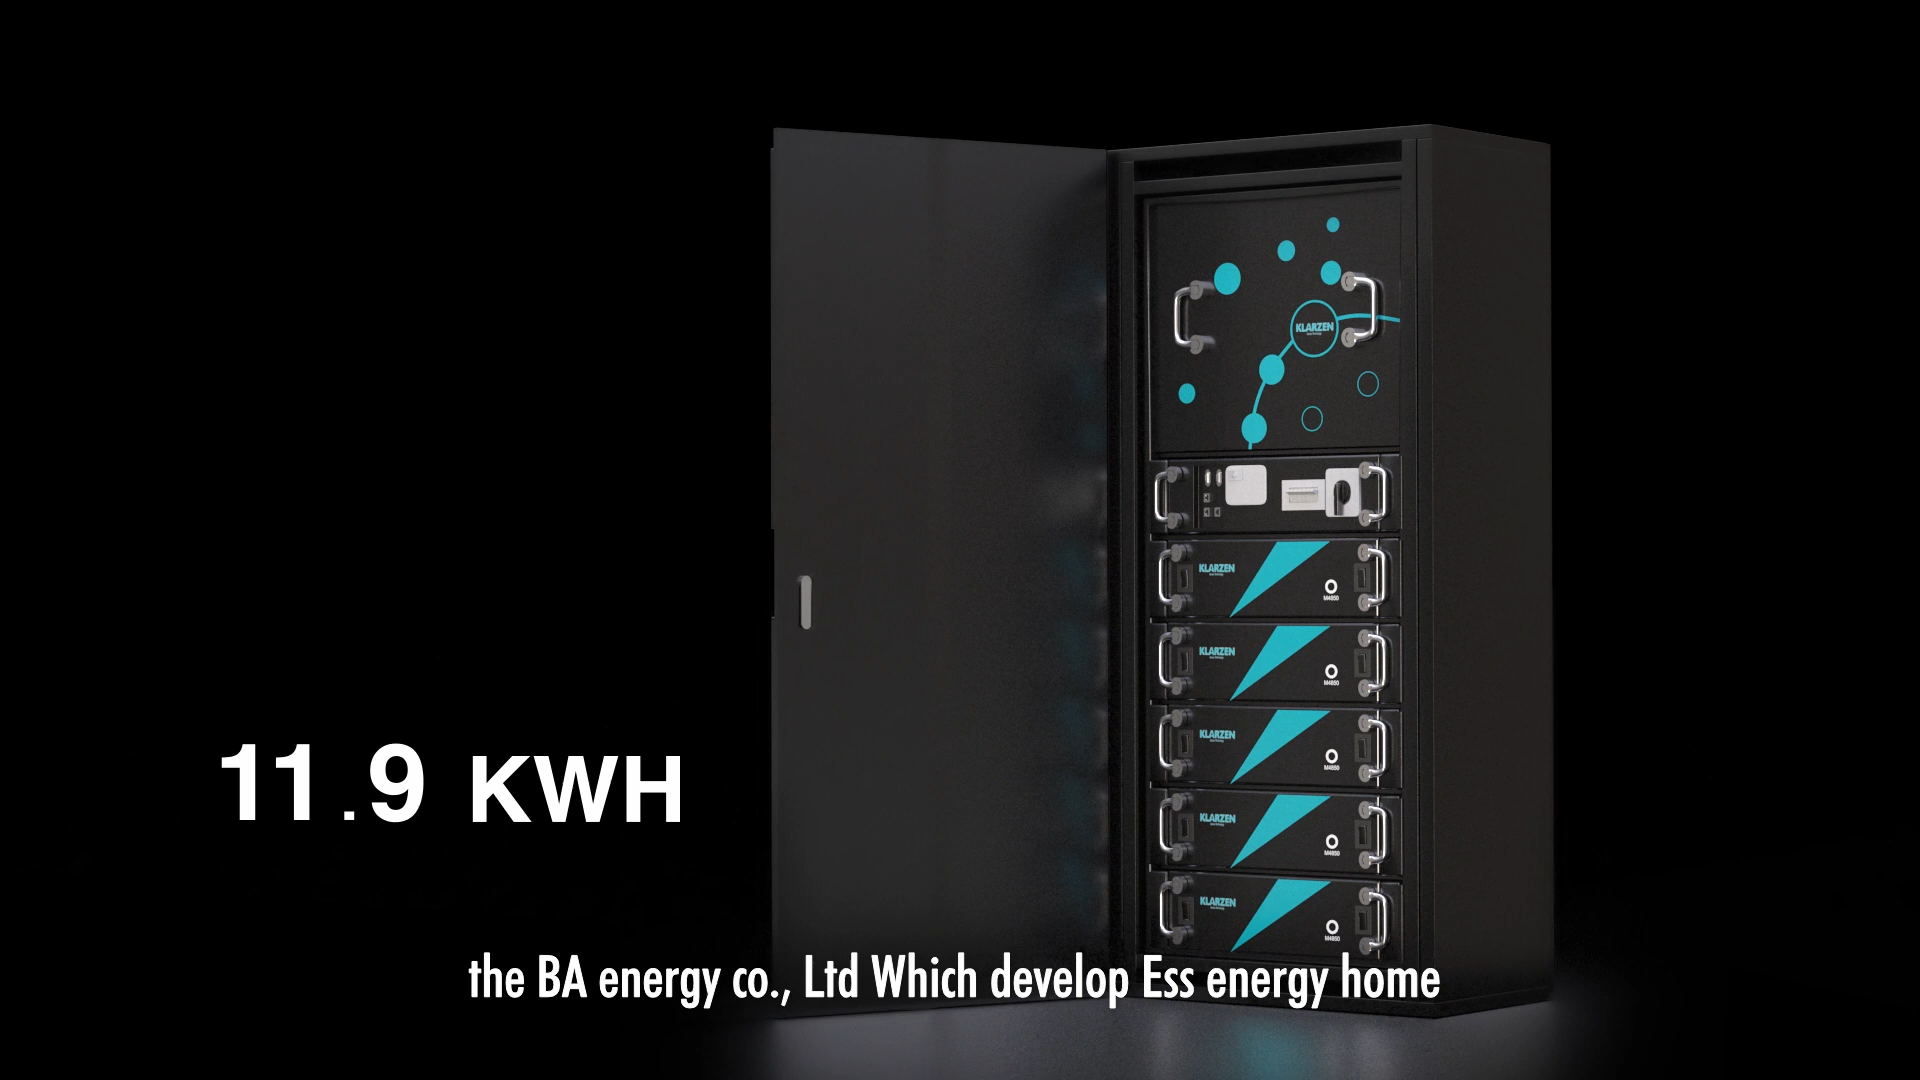 KLARZEN
KLARZEN
M4850
KLARZEN
M4850
KLARZEN
M4850
11.9 KWH
KLARZEN
M4850
KLARZEN
M4850
the BA energy co., Ltd Which develop Ess energy home